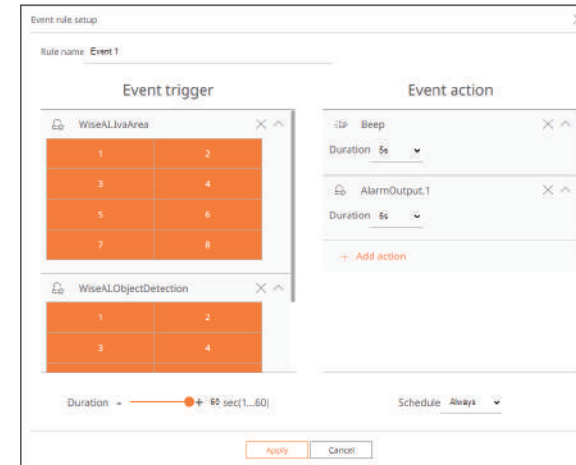 Event rule setup
Rule name Event 1
Event trigger
WiseAI.IvaArea
1 2
3 4
5 6
7 8
WiseAI.ObjectDetection
1 2
3 4
Duration - + 60 sec(1...60)
Event action
Beep
Duration 5s
AlarmOutput.1
Duration 5s
+ Add action
Schedule Always
Apply Cancel